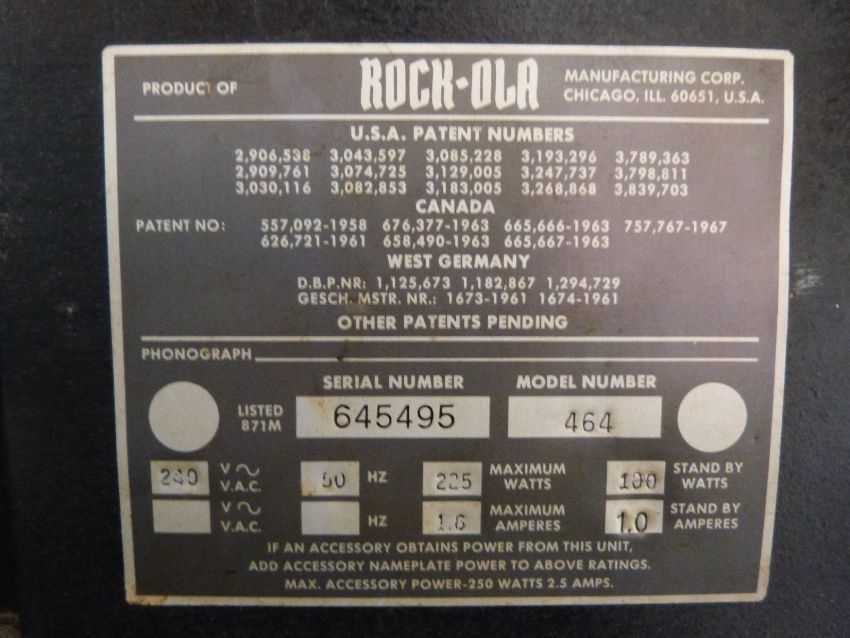 PRODUCT OF ROCK-OLA MANUFACTURING CORP.
CHICAGO, ILL. 60651, U.S.A.
U.S.A. PATENT NUMBERS
2,906,538 3,043,597 3,085,228 3,193,296 3,789,363
2,909,761 3,074,725 3,129,005 3,247,737 3,798,811
3,030,116 3,082,853 3,183,005 3,268,868 3,839,703
CANADA
PATENT NO: 557,092-1958 676,377-1963 665,666-1963 757,767-1967
626,721-1961 658,490-1963 665,667-1963
WEST GERMANY
D.B.P.NR: 1,125,673 1,182,867 1,294,729
GESCH. MSTR. NR.: 1673-1961 1674-1961
OTHER PATENTS PENDING
PHONOGRAPH
SERIAL NUMBER MODEL NUMBER
LISTED 871M 645495 464
240 V~ V.A.C. 50 HZ 225 MAXIMUM WATTS 100 STAND BY WATTS
V~ V.A.C. HZ 1.6 MAXIMUM AMPERES 1.0 STAND BY AMPERES
IF AN ACCESSORY OBTAINS POWER FROM THIS UNIT,
ADD ACCESSORY NAMEPLATE POWER TO ABOVE RATINGS.
MAX. ACCESSORY POWER-250 WATTS 2.5 AMPS.